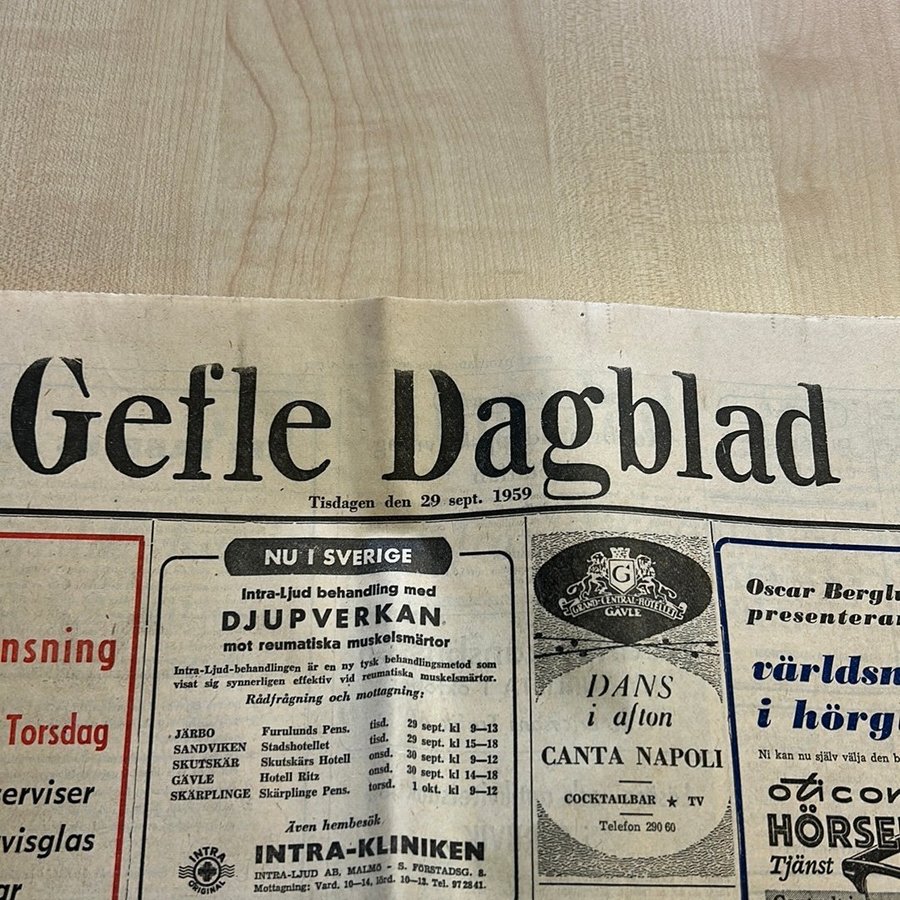 Gefle Dagblad
Tisdagen den 29 sept. 1959
nsning
Torsdag
serviser
visglas
ar
NU I SVERIGE
Intra-Ljud behandling med
DJUPVERKAN
mot reumatiska muskelsmärtor
Intra-Ljud-behandlingen är en ny tysk behandlingsmetod som
visat sig synnerligen effektiv vid reumatiska muskelsmärtor.
Rådfrågning och mottagning:
JÄRBO Furulunds Pens. tisd. 29 sept. kl 9—13
SANDVIKEN Stadshotellet tisd. 29 sept. kl 15—18
SKUTSKÄR Skutskärs Hotell onsd. 30 sept. kl 9—12
GÄVLE Hotell Ritz onsd. 30 sept. kl 14—18
SKÄRPLINGE Skärplinge Pens. torsd. 1 okt. kl 9—12
Även hembesök
INTRA-KLINIKEN
INTRA-LJUD AB, MALMÖ - S. FÖRSTADSG. 8.
Mottagning: Vard. 10—14, lörd. 10—13. Tel. 97 28 41.
INTRA
ORIGINAL
G
GRAND-CENTRAL-HOTELLET
GÄVLE
DANS
i afton
CANTA NAPOLI
COCKTAILBAR ★ TV
Telefon 290 60
Oscar Berglu
presenterar
världsn
i hörg
Ni kan nu själv välja den b
oticon
HÖRSE
Tjänst